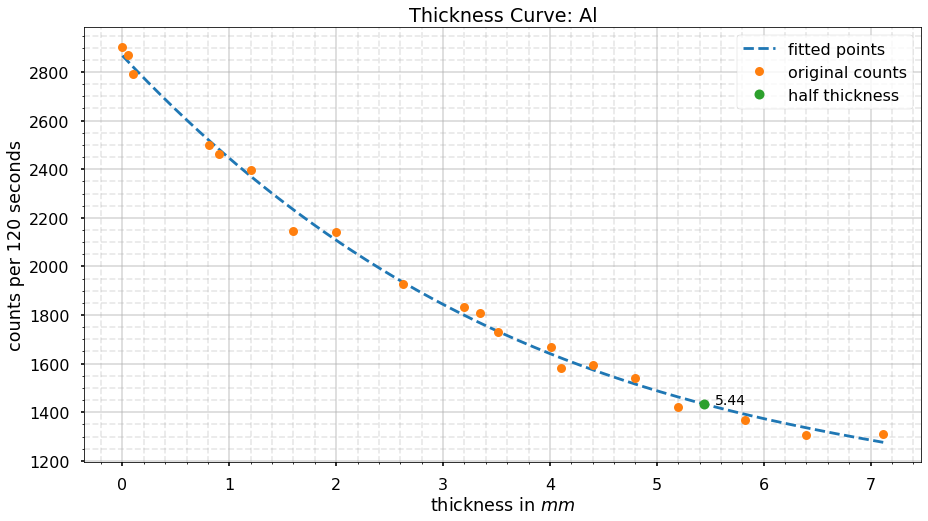 Thickness Curve: Al
fitted points
original counts
half thickness
counts per 120 seconds
2800
2600
2400
2200
2000
1800
1600
1400
1200
5.44
0 1 2 3 4 5 6 7
thickness in mm